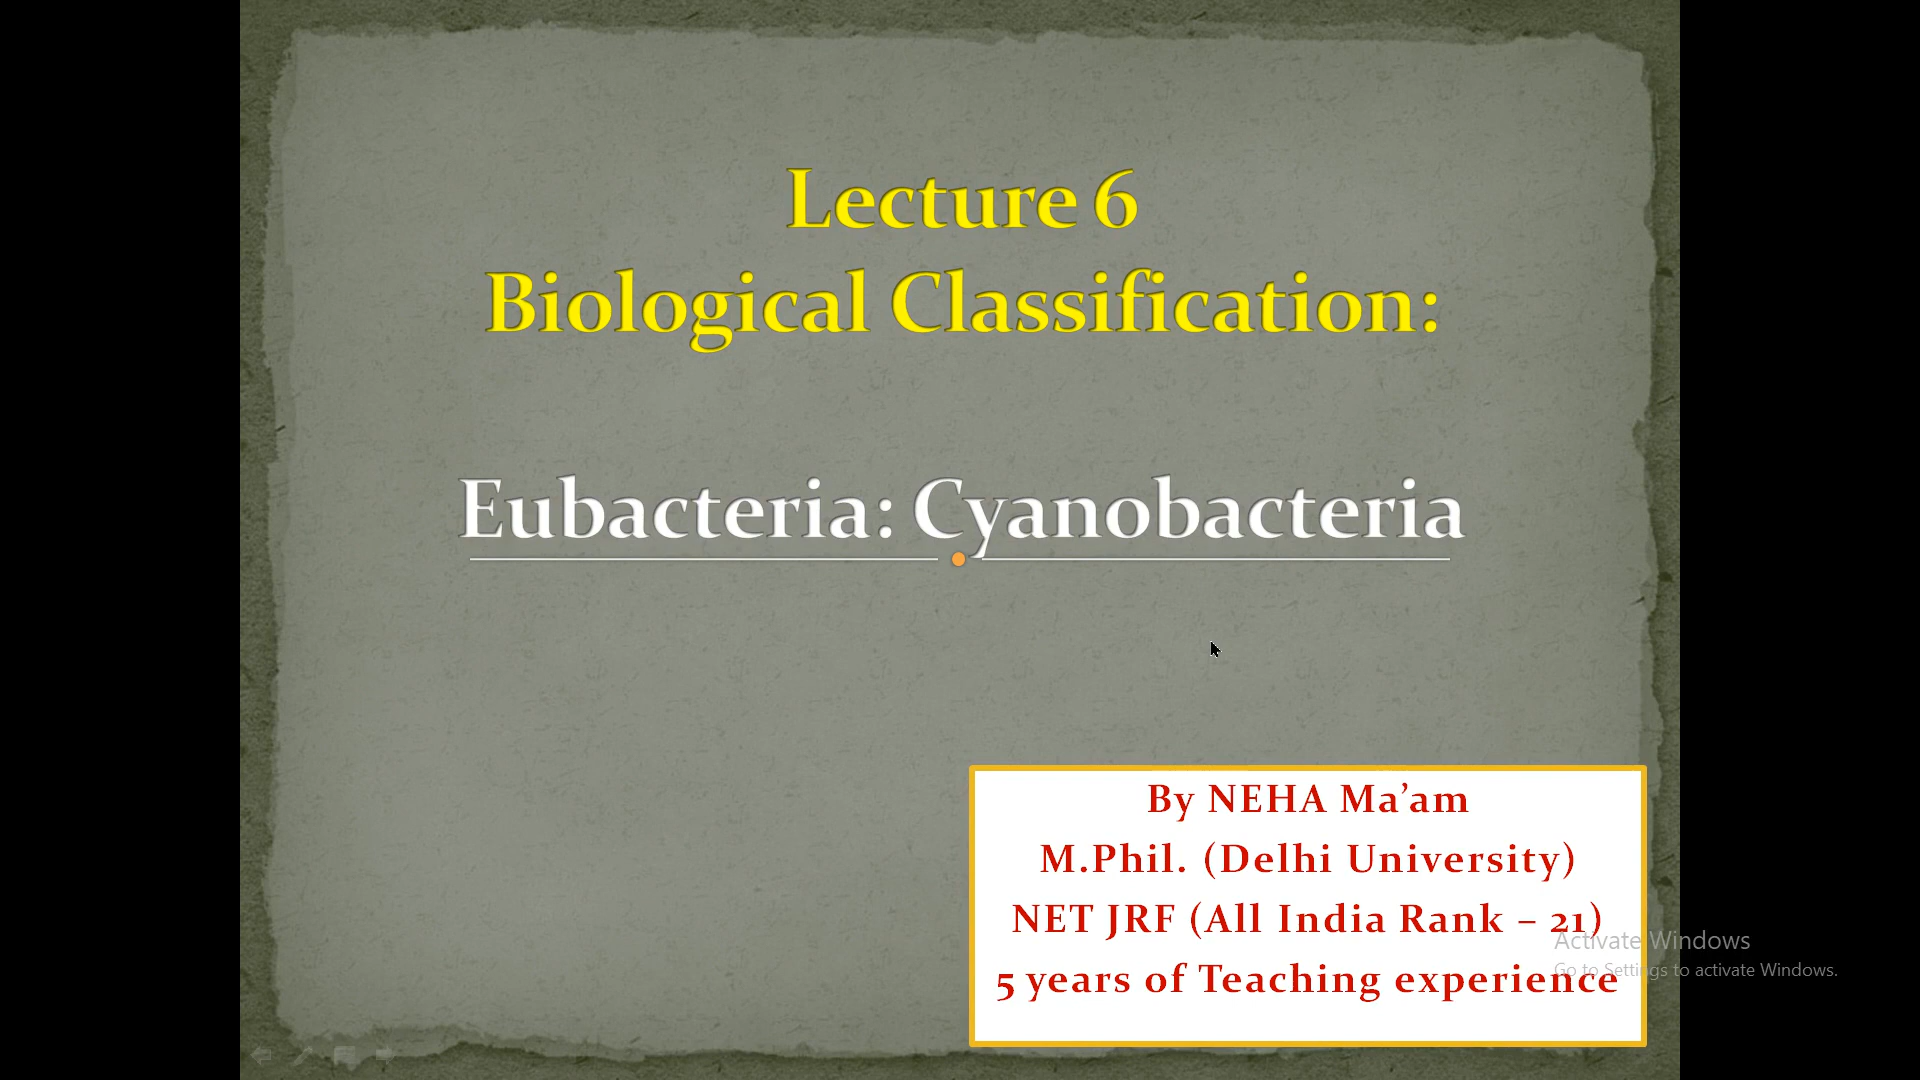 Lecture 6
Biological Classification:
Eubacteria: Cyanobacteria
By NEHA Ma’am
M.Phil. (Delhi University)
NET JRF (All India Rank – 21)
5 years of Teaching experience
Activate Windows
Go to Settings to activate Windows.